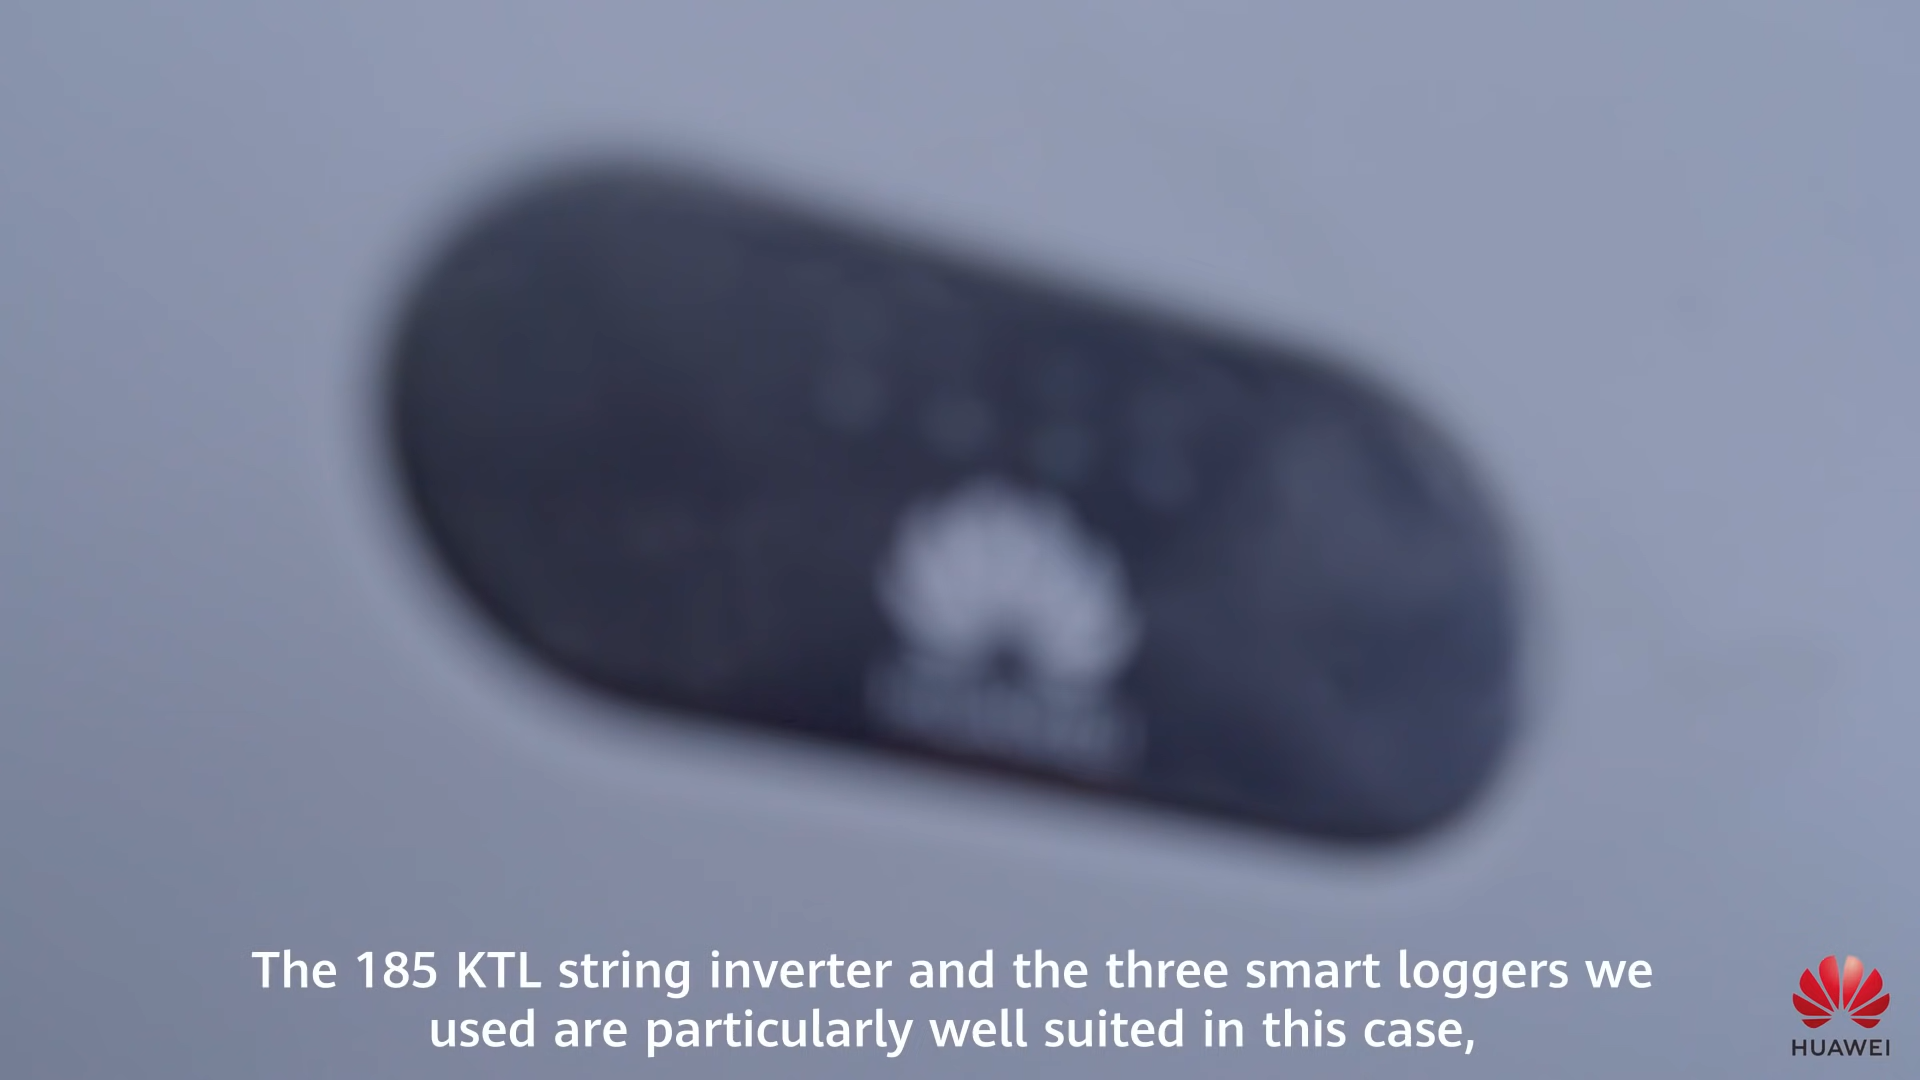 The 185 KTL string inverter and the three smart loggers we
used are particularly well suited in this case,
HUAWEI